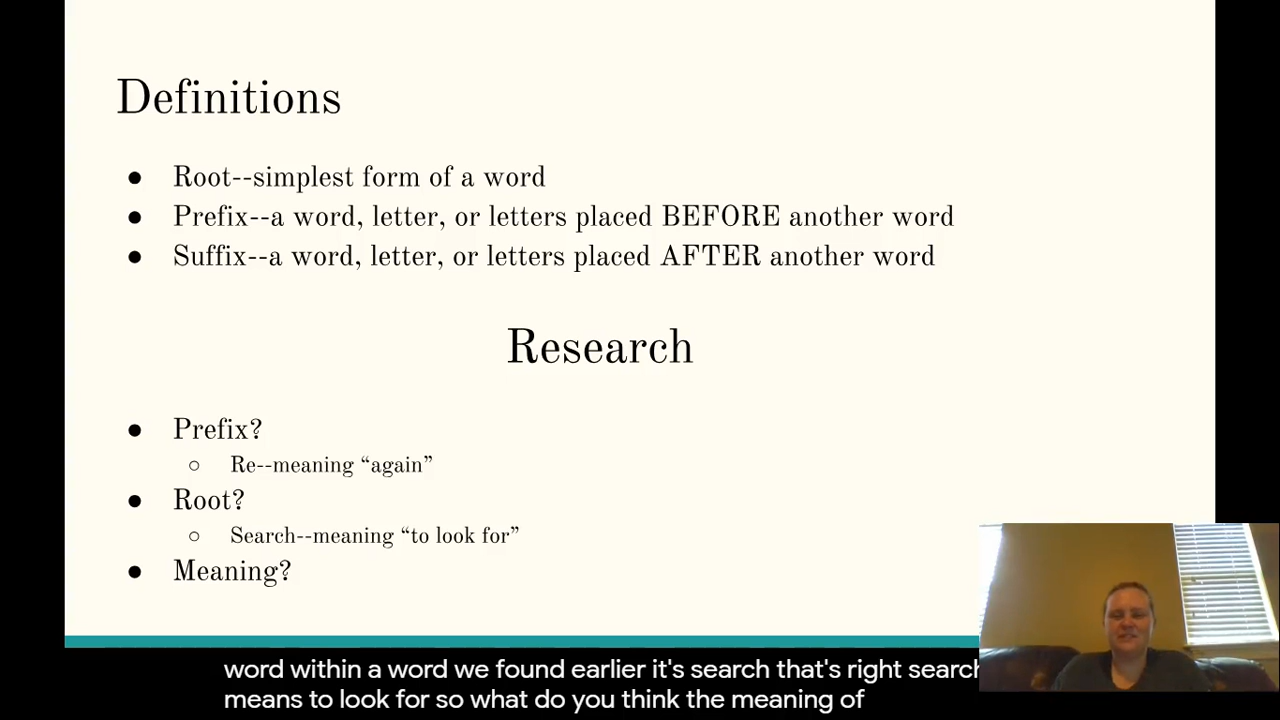 Definitions
● Root--simplest form of a word
● Prefix--a word, letter, or letters placed BEFORE another word
● Suffix--a word, letter, or letters placed AFTER another word
Research
● Prefix?
○ Re--meaning “again”
● Root?
○ Search--meaning “to look for”
● Meaning?
word within a word we found earlier it's search that's right search
means to look for so what do you think the meaning of